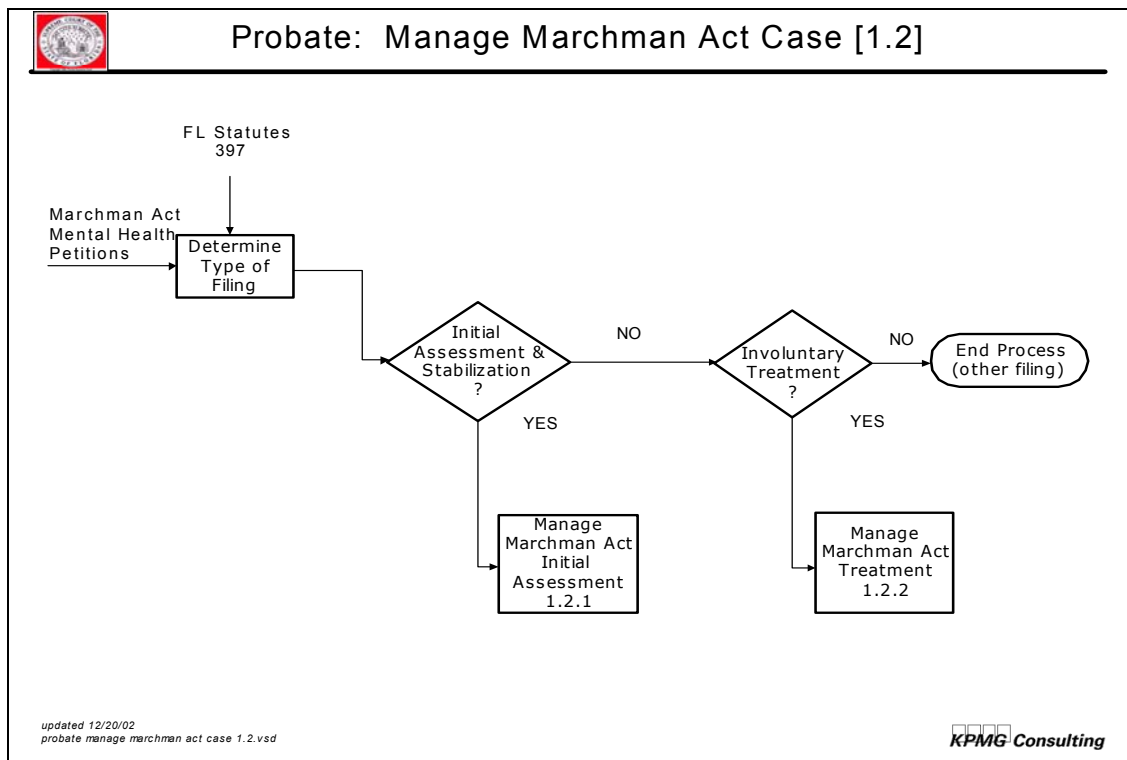 Probate: Manage Marchman Act Case [1.2]
FL Statutes
397
Marchman Act
Mental Health
Petitions
Determine
Type of
Filing
Initial
Assessment &
Stabilization
?
NO
YES
Involuntary
Treatment
?
NO
YES
End Process
(other filing)
Manage
Marchman Act
Initial
Assessment
1.2.1
Manage
Marchman Act
Treatment
1.2.2
updated 12/20/02
probate manage marchman act case 1.2.vsd
KPMG Consulting